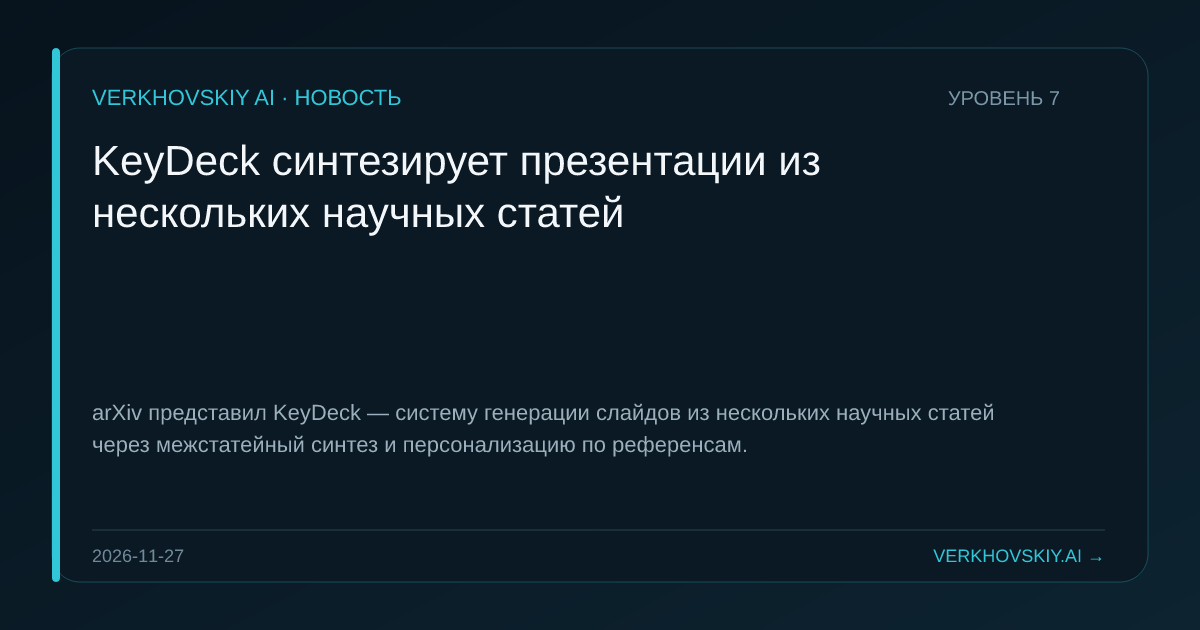 VERKHOVSKIY AI · НОВОСТЬ
УРОВЕНЬ 7
KeyDeck синтезирует презентации из
нескольких научных статей
arXiv представил KeyDeck — систему генерации слайдов из нескольких научных статей
через межстатейный синтез и персонализацию по референсам.
2026-11-27
VERKHOVSKIY.AI →